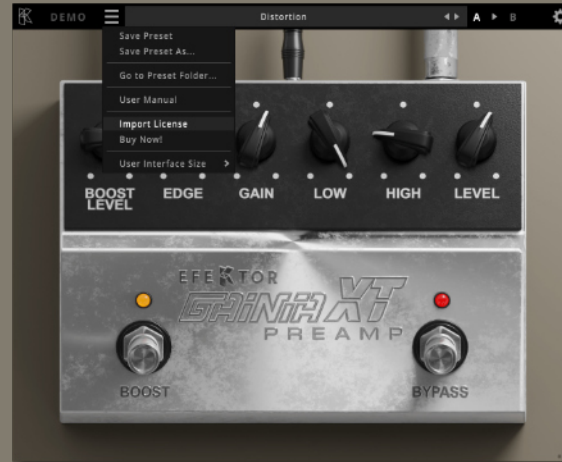 DEMO
Distortion
A
B
Save Preset
Save Preset As...
Go to Preset Folder...
User Manual
Import License
Buy Now!
User Interface Size
BOOST LEVEL
EDGE
GAIN
LOW
HIGH
LEVEL
EFEKTOR
GAINIA XT
PREAMP
BOOST
BYPASS